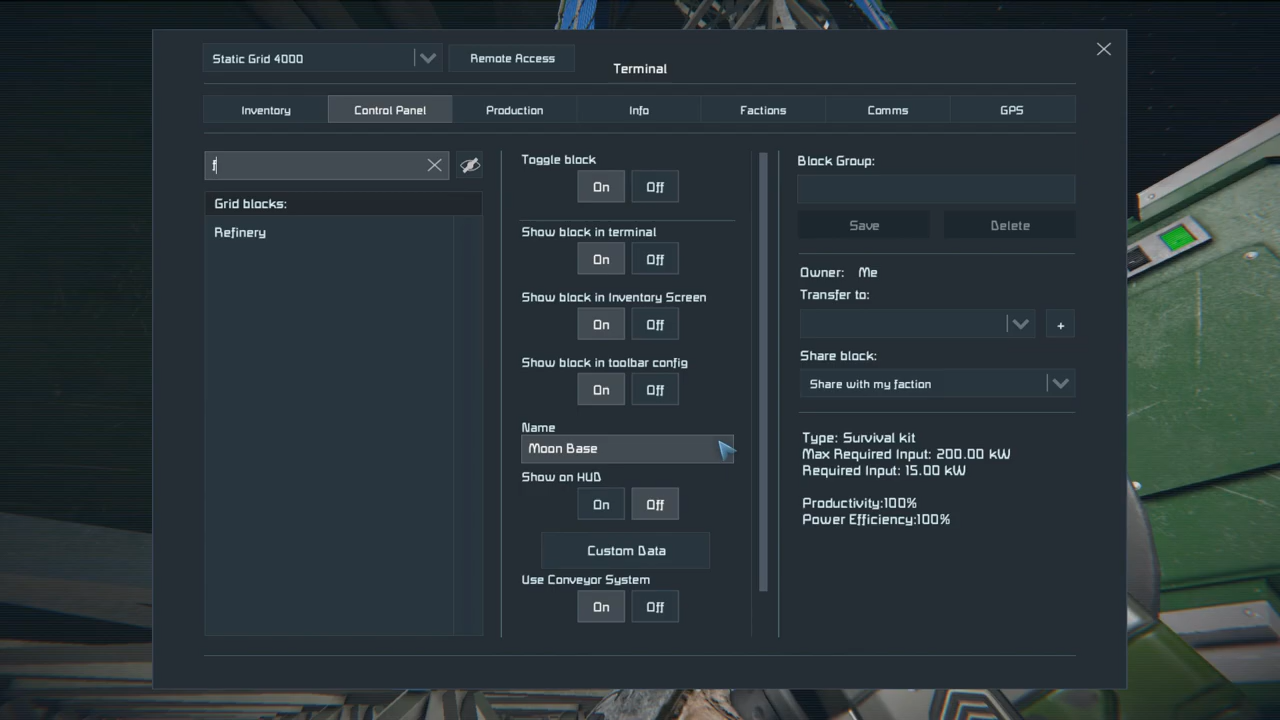 Static Grid 4000
Remote Access
Terminal
Inventory
Control Panel
Production
Info
Factions
Comms
GPS
f
Grid blocks:
Refinery
Toggle block
On
Off
Show block in terminal
On
Off
Show block in Inventory Screen
On
Off
Show block in toolbar config
On
Off
Name
Moon Base
Show on HUD
On
Off
Custom Data
Use Conveyor System
On
Off
Block Group:
Save
Delete
Owner: Me
Transfer to:
+
Share block:
Share with my faction
Type: Survival kit
Max Required Input: 200.00 kW
Required Input: 15.00 kW
Productivity:100%
Power Efficiency:100%